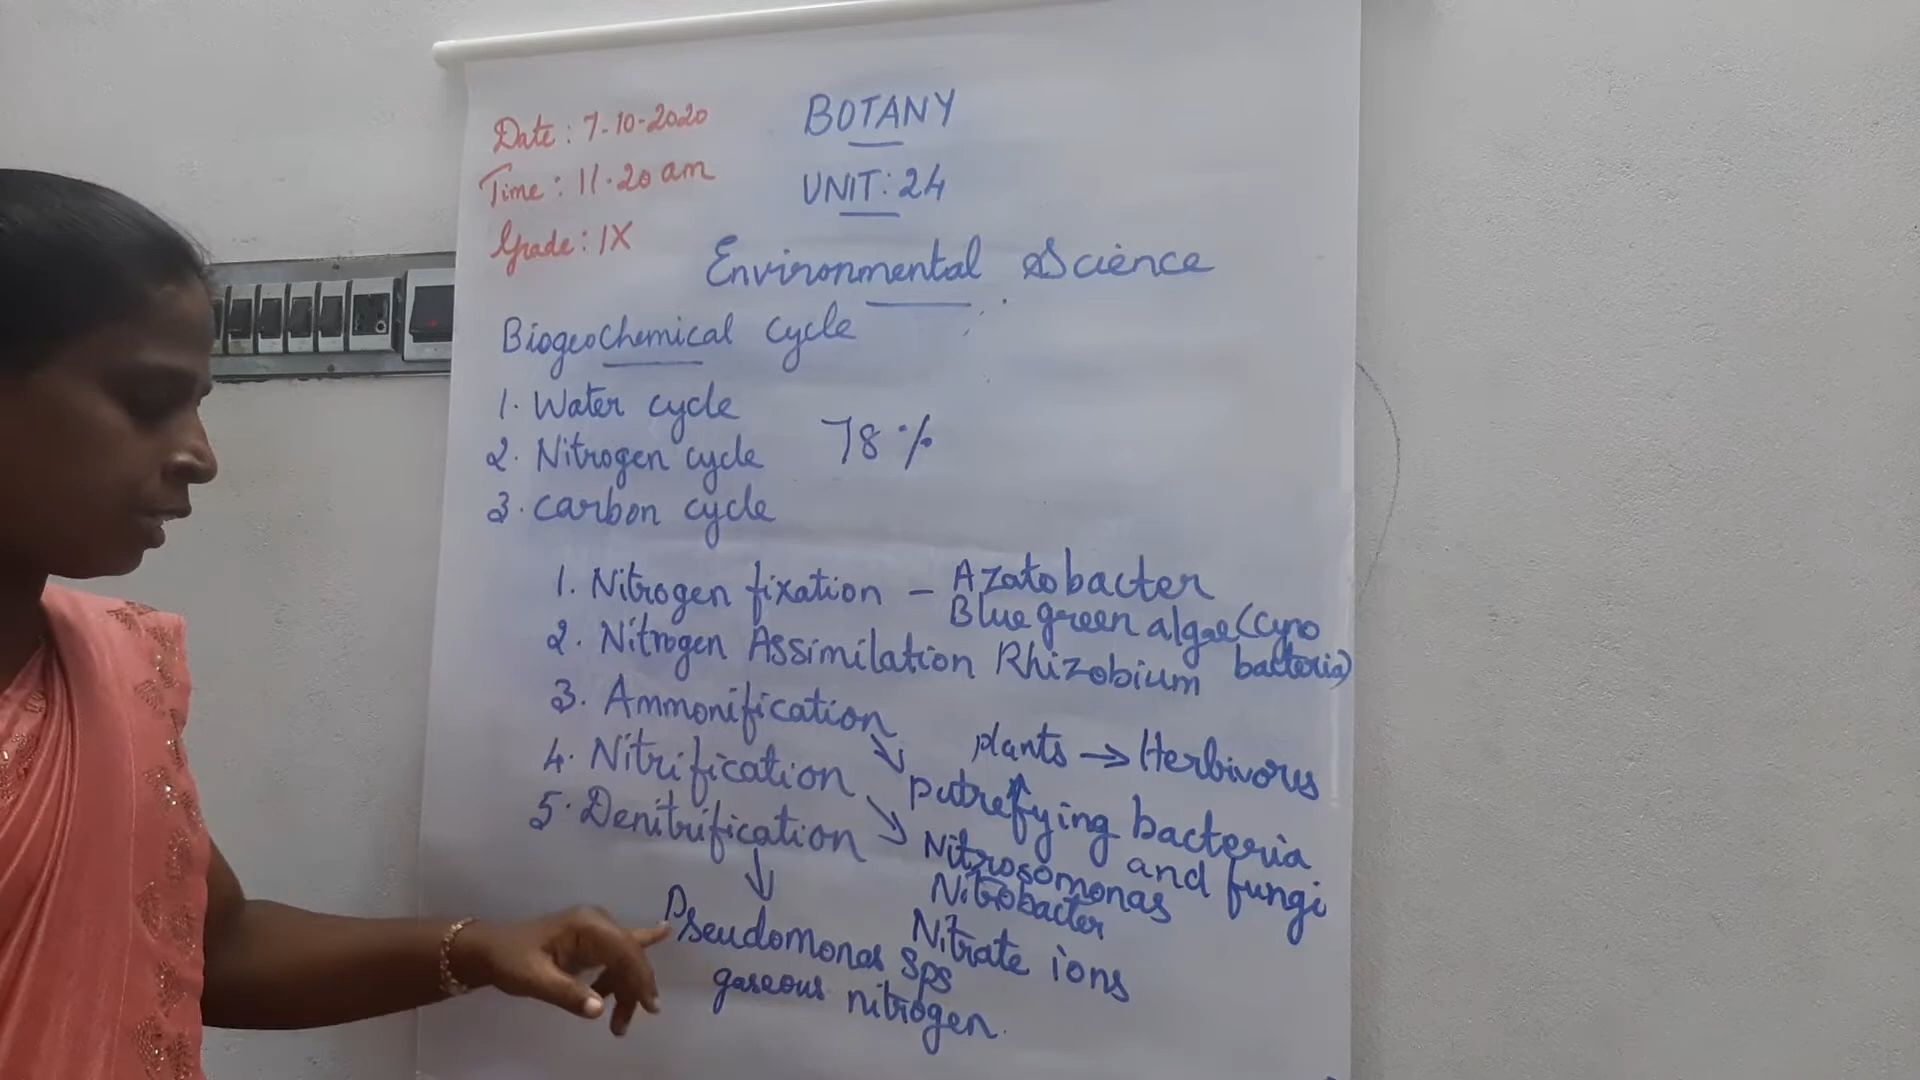 Date: 7-10-2020
BOTANY
Time: 11.20 am
UNIT: 24
Grade: IX
Environmental Science
Biogeochemical cycle
1. Water cycle
78%
2. Nitrogen cycle
3. carbon cycle
1. Nitrogen fixation - Azatobacter
Blue green algae (cyno
bacteria)
2. Nitrogen Assimilation Rhizobium
3. Ammonification
plants → Herbivores
putrefying bacteria
and fungi
4. Nitrification
Nitrosomonas
Nitrobacter
Nitrate ions
5. Denitrification
Pseudomonas sps
gaseous nitrogen.